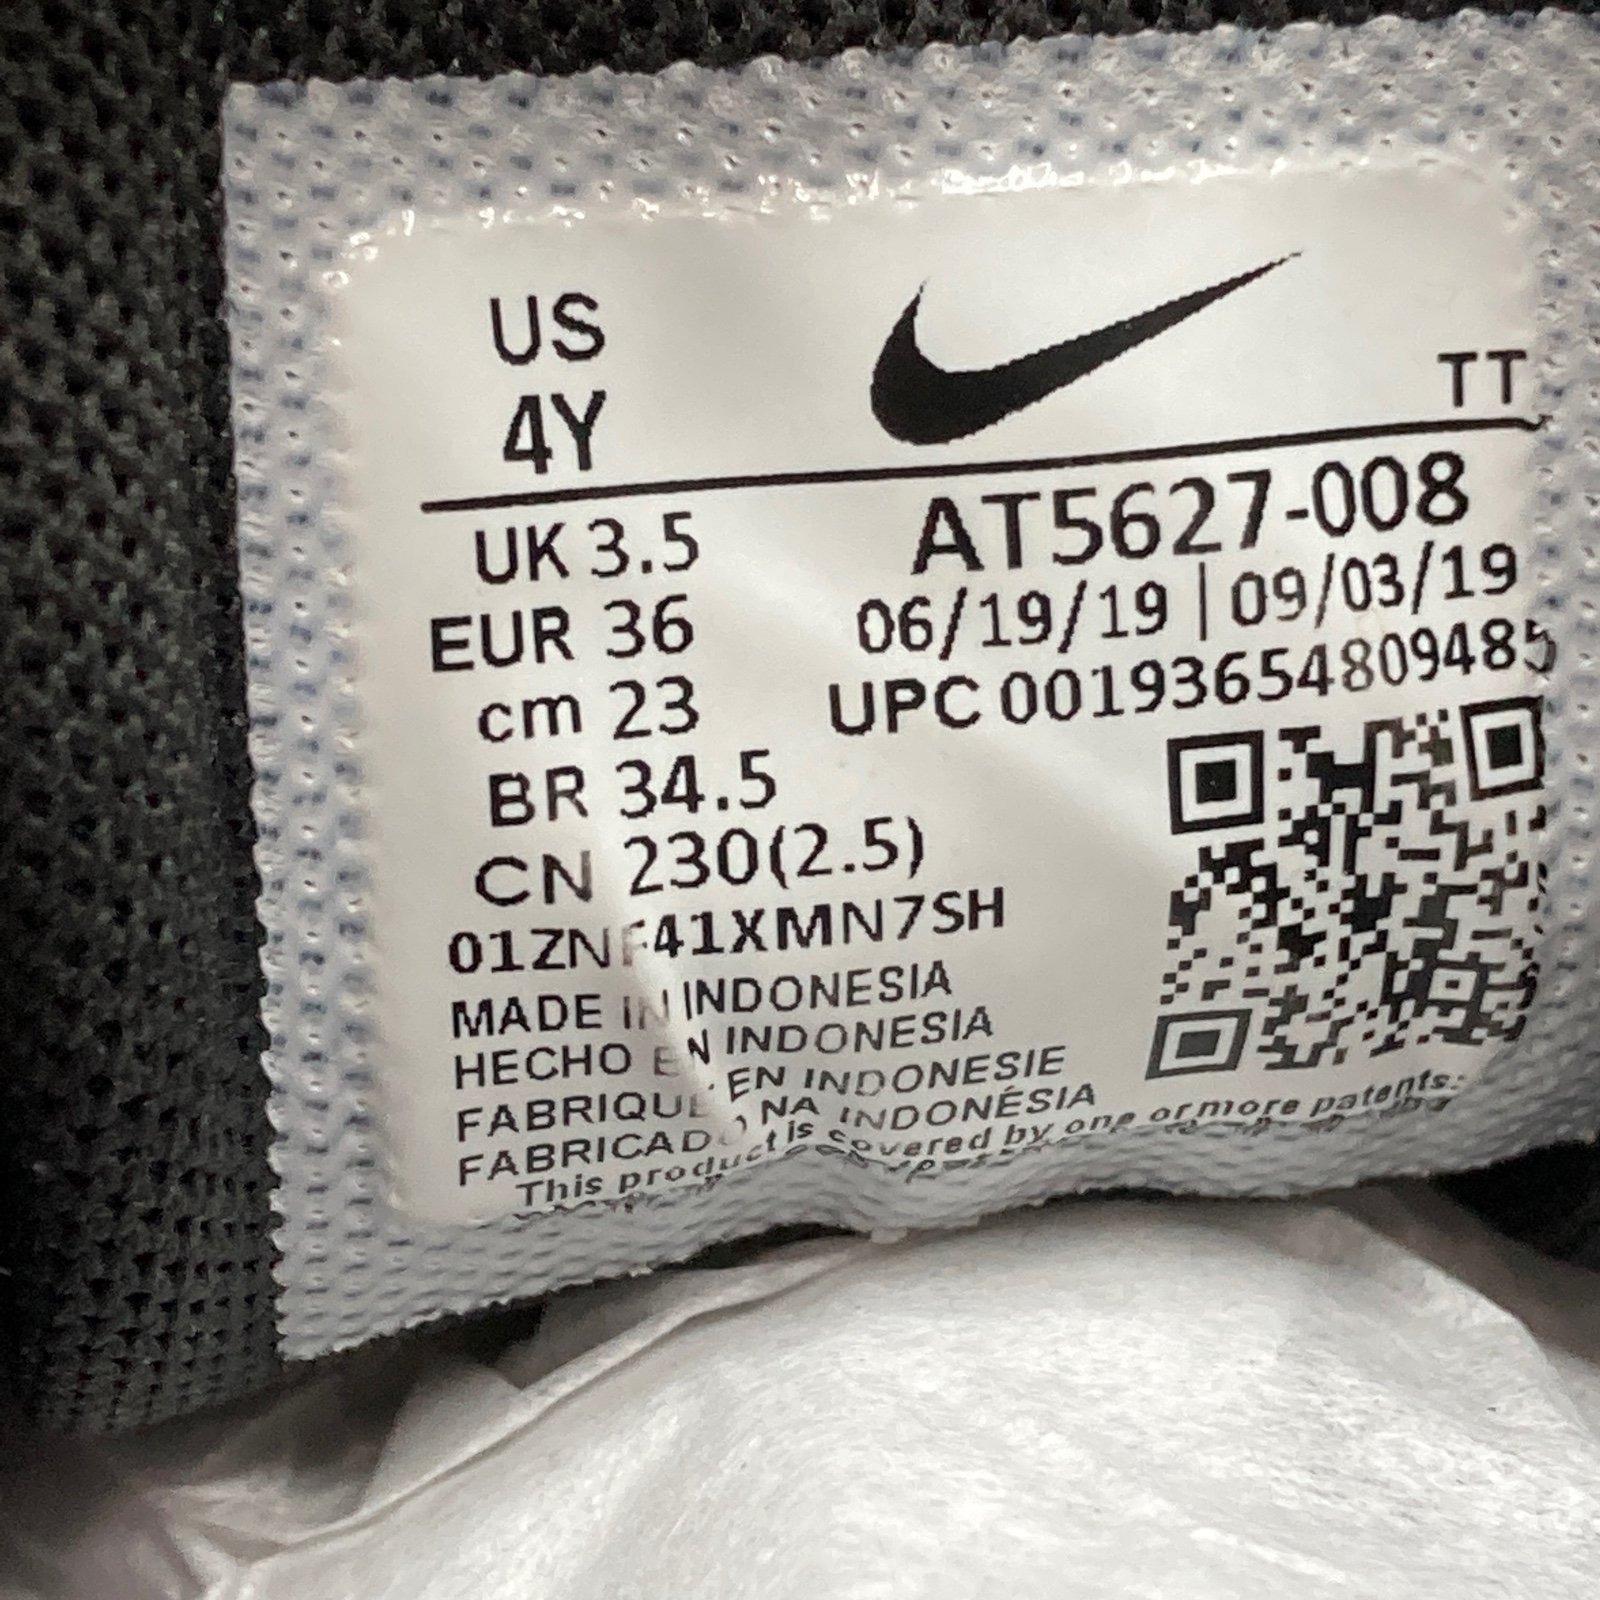 US
4Y
TT
UK 3.5
EUR 36
cm 23
BR 34.5
CN 230(2.5)
AT5627-008
06/19/19 | 09/03/19
UPC 00193654809485
01ZNF41XMN7SH
MADE IN INDONESIA
HECHO EN INDONESIA
FABRIQUÉ EN INDONESIE
FABRICADO NA INDONÉSIA
This product is covered by one or more patents: